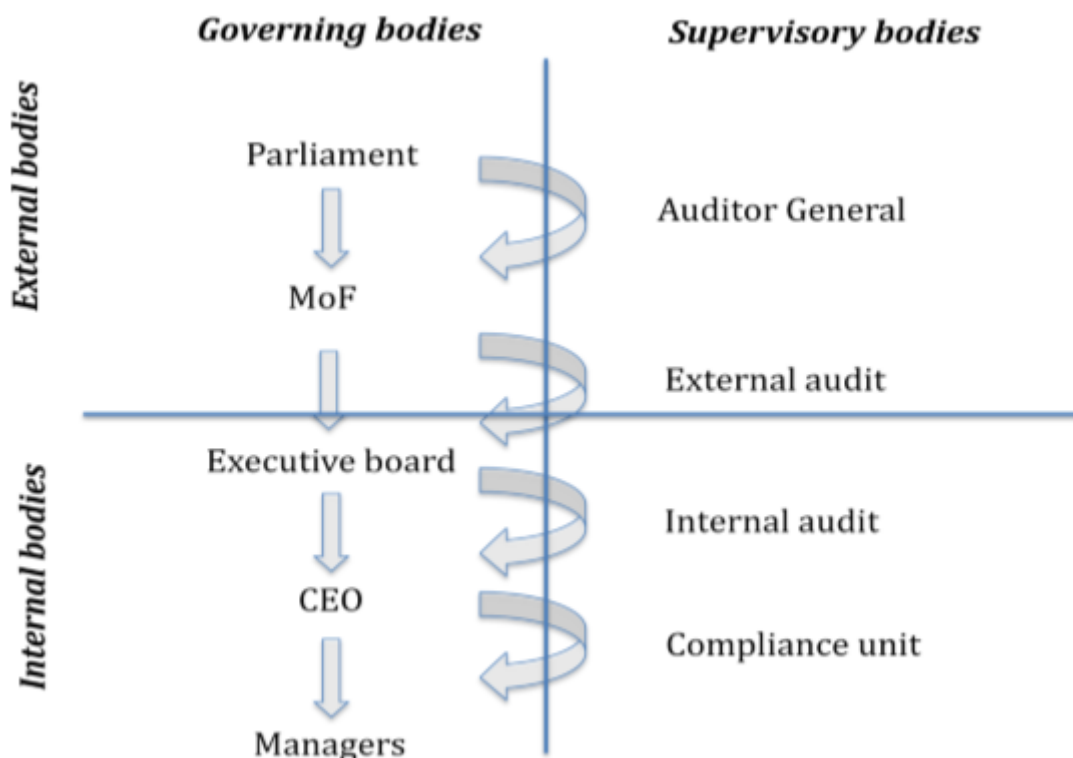 Governing bodies
Supervisory bodies
External bodies
Parliament
Auditor General
MoF
External audit
Internal bodies
Executive board
Internal audit
CEO
Compliance unit
Managers